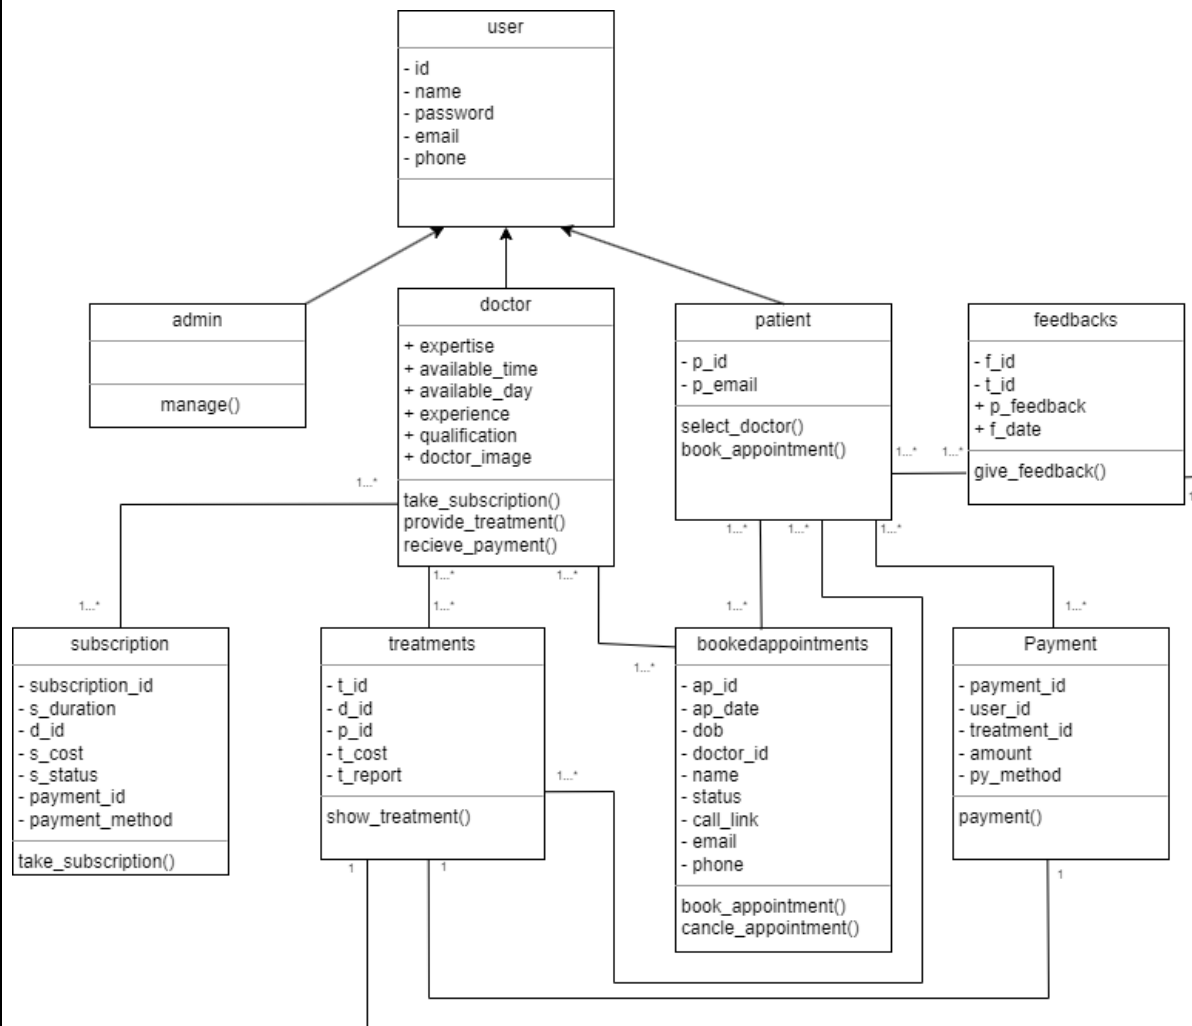 user
- id
- name
- password
- email
- phone
admin
manage()
doctor
+ expertise
+ available_time
+ available_day
+ experience
+ qualification
+ doctor_image
take_subscription()
provide_treatment()
recieve_payment()
patient
- p_id
- p_email
select_doctor()
book_appointment()
feedbacks
- f_id
- t_id
+ p_feedback
+ f_date
give_feedback()
1...*
1...*
1...*
1...*
1...*
1...*
1...*
1...*
1...*
1...*
1...*
1...*
1...*
1...*
subscription
- subscription_id
- s_duration
- d_id
- s_cost
- s_status
- payment_id
- payment_method
take_subscription()
treatments
- t_id
- d_id
- p_id
- t_cost
- t_report
show_treatment()
1...*
bookedappointments
- ap_id
- ap_date
- dob
- doctor_id
- name
- status
- call_link
- email
- phone
book_appointment()
cancle_appointment()
Payment
- payment_id
- user_id
- treatment_id
- amount
- py_method
payment()
1
1
1